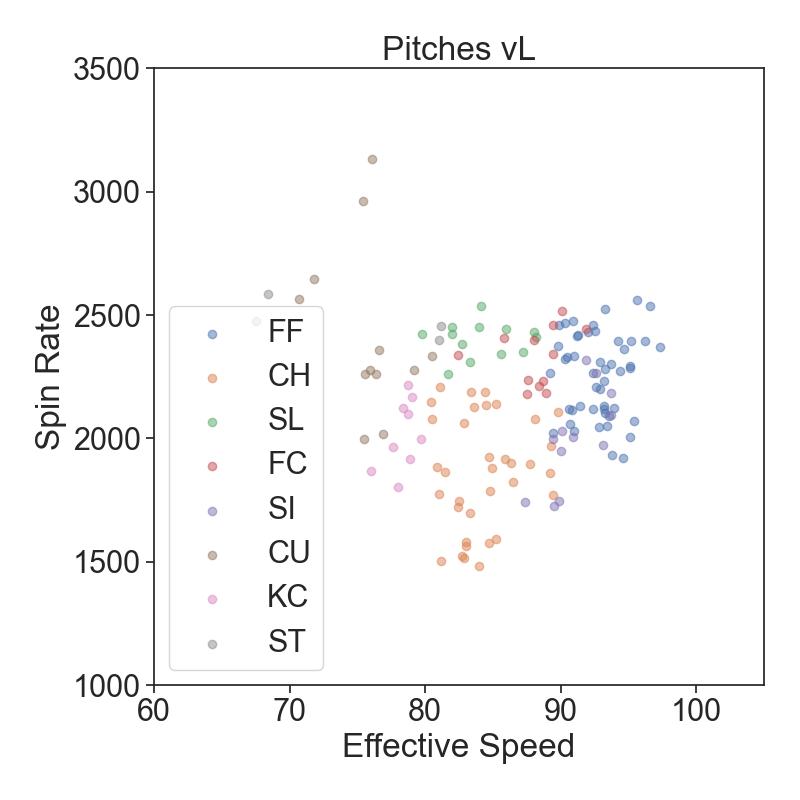 Pitches vL
3500
3000
2500
2000
1500
1000
Spin Rate
FF
CH
SL
FC
SI
CU
KC
ST
60
70
80
90
100
Effective Speed